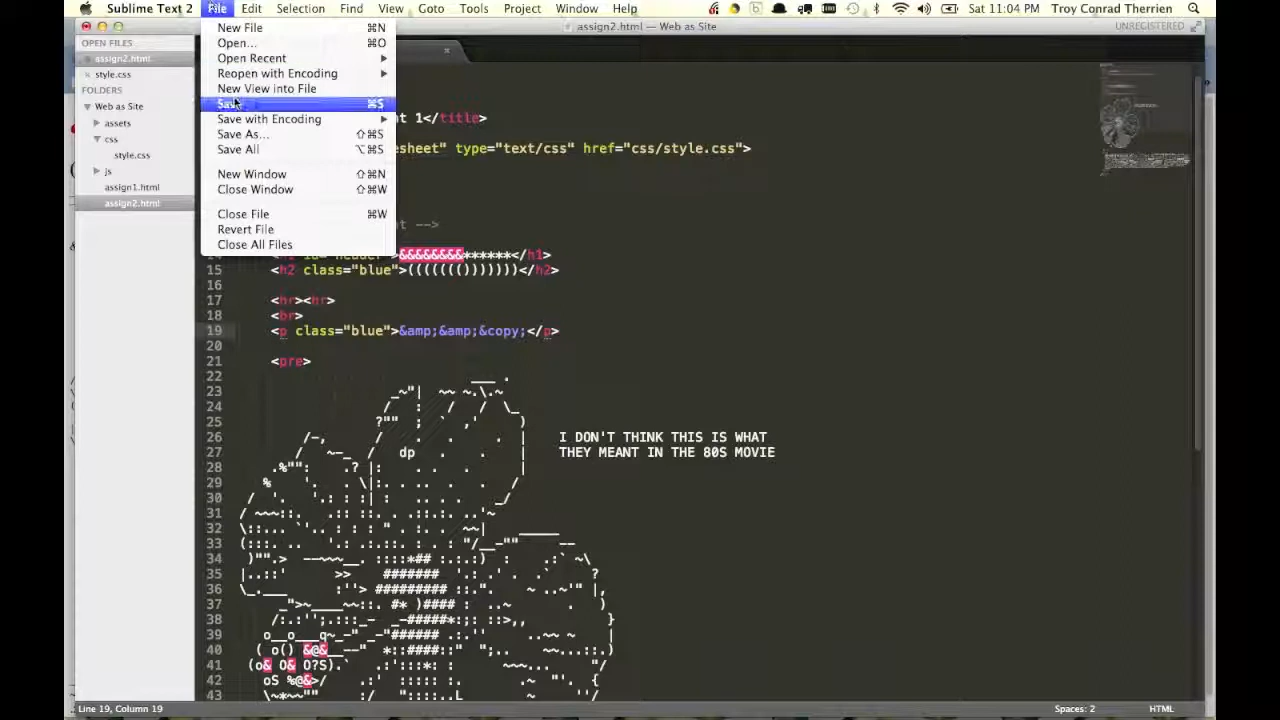 Sublime Text 2 File Edit Selection Find View Goto Tools Project Window Help Sat 11:04 PM Troy Conrad Therrien
assign2.html — Web as Site UNREGISTERED
OPEN FILES
assign2.html
style.css
FOLDERS
Web as Site
assets
css
style.css
js
assign1.html
assign2.html
New File ⌘N
Open... ⌘O
Open Recent
Reopen with Encoding
New View into File
Save ⌘S
Save with Encoding
Save As... ⇧⌘S
Save All ⌥⌘S
New Window ⇧⌘N
Close Window ⇧⌘W
Close File ⌘W
Revert File
Close All Files
t 1</title>
esheet" type="text/css" href="css/style.css">
t -->
14 &&&&&&&&******</h1>
15 <h2 class="blue">((((((()))))))</h2>
16
17 <hr><hr>
18 <br>
19 <p class="blue">&amp;&amp;&copy;</p>
20
21 <pre>
22
23
24
25
26 I DON'T THINK THIS IS WHAT
27 dp THEY MEANT IN THE 80S MOVIE
28
29
30
31
32
33
34
35
36
37
38
39
40
41
42
43
Line 19, Column 19 Spaces: 2 HTML